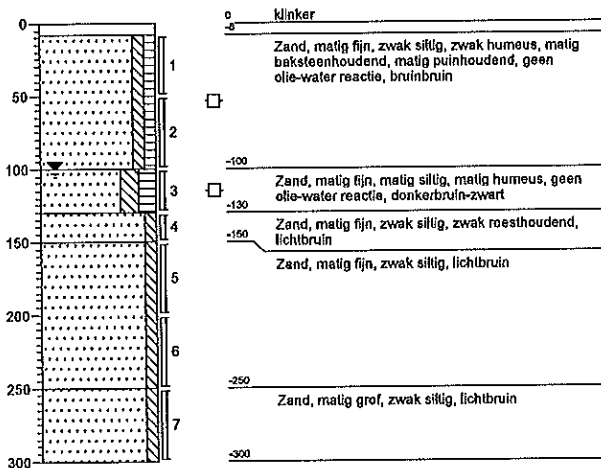 0
50
100
150
200
250
300
1
2
3
4
5
6
7
0 klinker
-8
Zand, matig fijn, zwak siltig, zwak humeus, matig
baksteenhoudend, matig puinhoudend, geen
olie-water reactie, bruinbruin
-100
Zand, matig fijn, matig siltig, matig humeus, geen
olie-water reactie, donkerbruin-zwart
-130
Zand, matig fijn, zwak siltig, zwak roesthoudend,
lichtbruin
-150
Zand, matig fijn, zwak siltig, lichtbruin
-250
Zand, matig grof, zwak siltig, lichtbruin
-300